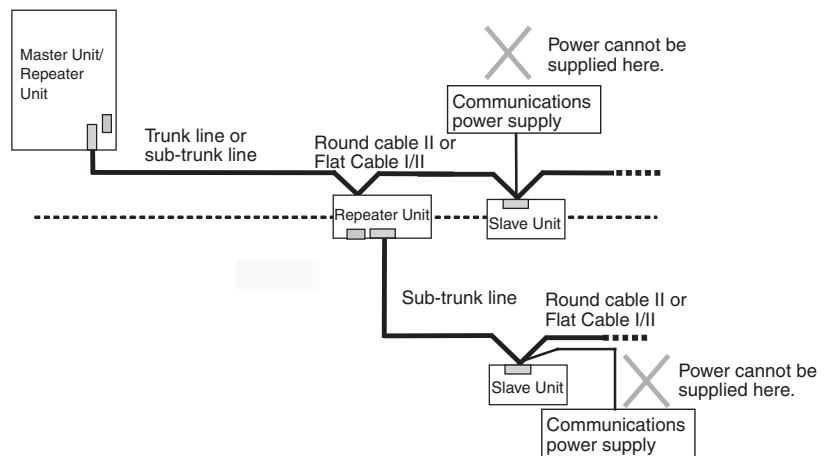 Master Unit/
Repeater
Unit
Power cannot be
supplied here.
Communications
power supply
Trunk line or
sub-trunk line
Round cable II or
Flat Cable I/II
Repeater Unit
Slave Unit
Sub-trunk line
Round cable II or
Flat Cable I/II
Slave Unit
Power cannot be
supplied here.
Communications
power supply